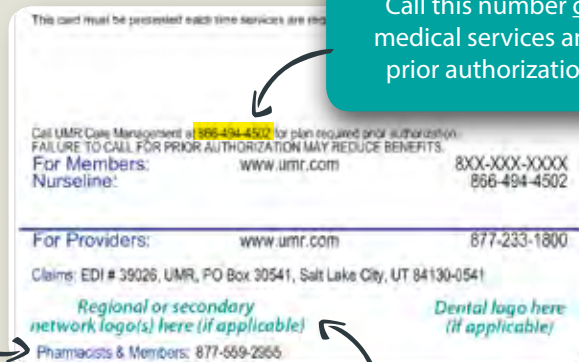 This card must be presented each time services are req
Call this number
medical services
prior authorizatio
Call UMR Care Management at 866-494-4502 for plan required prior authorization.
FAILURE TO CALL FOR PRIOR AUTHORIZATION MAY REDUCE BENEFITS.
For Members: www.umr.com 8XX-XXX-XXXX
Nurseline: 866-494-4502
For Providers: www.umr.com 877-233-1800
Claims: EDI # 39026, UMR, PO Box 30541, Salt Lake City, UT 84130-0541
Regional or secondary
network logo(s) here (if applicable)
Dental logo here
(if applicable)
Pharmacists & Members: 877-559-2955